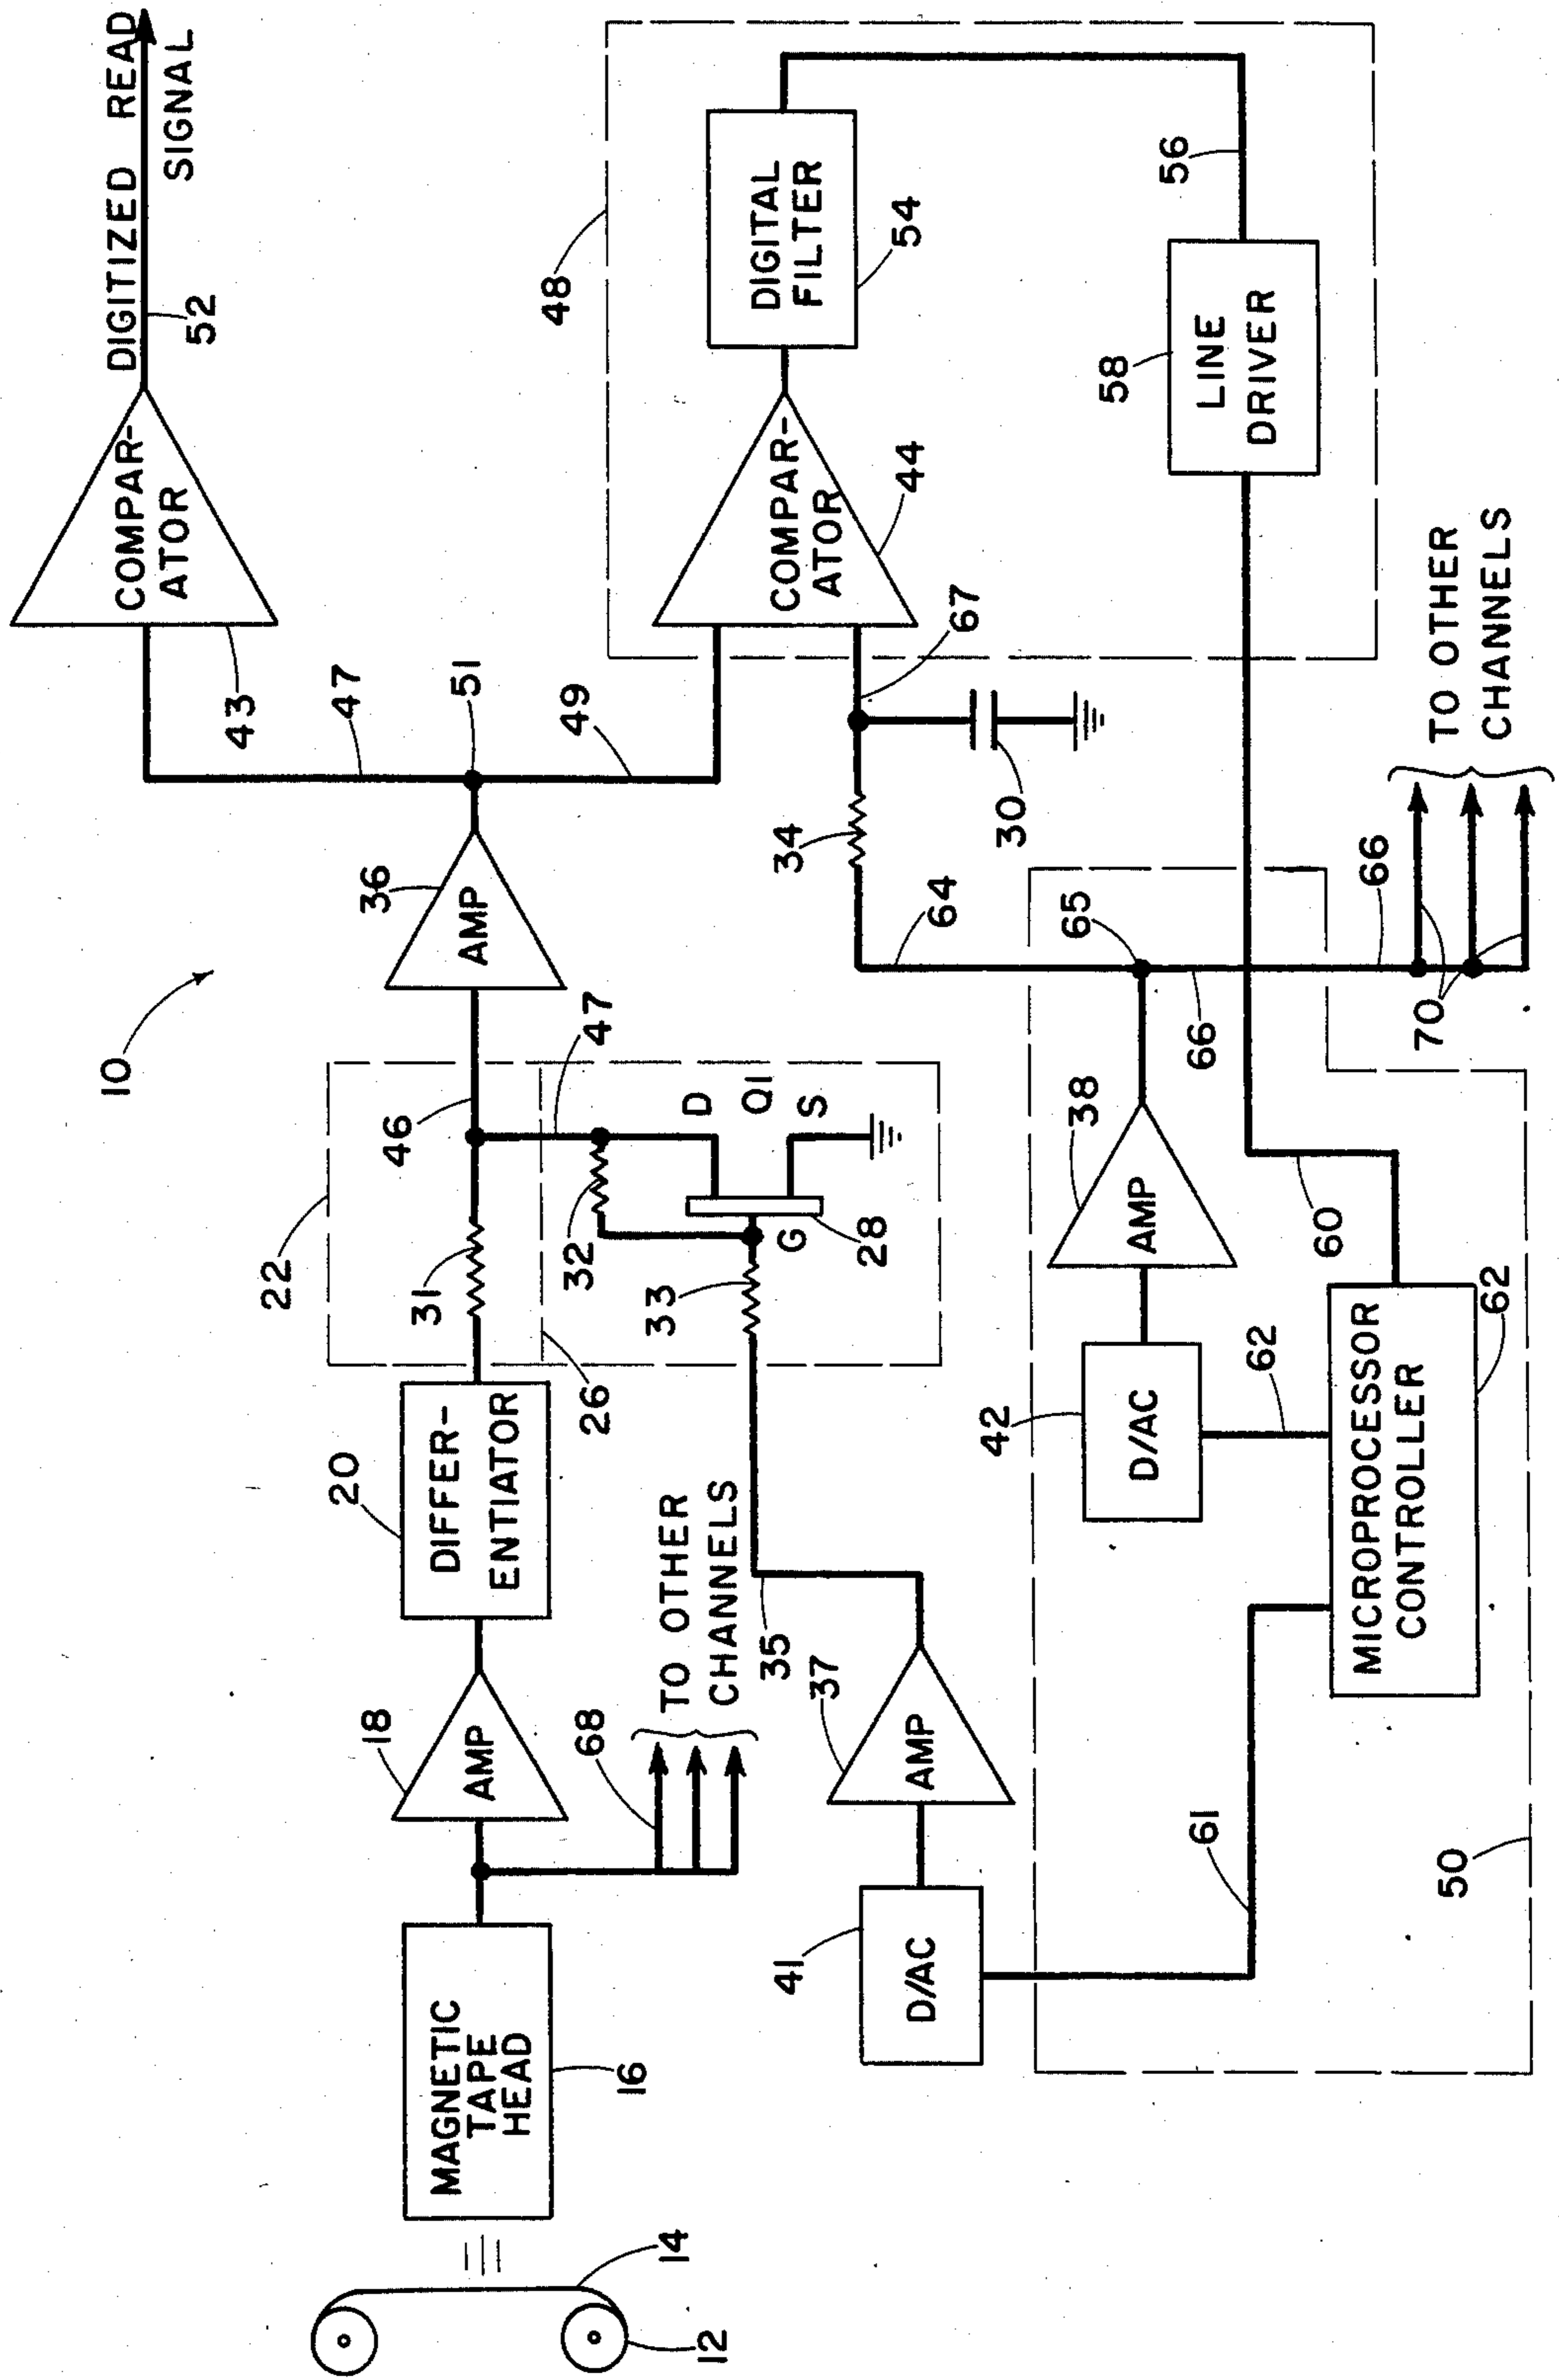 10
DIGITIZED READ
SIGNAL
52
COMPAR-
ATOR
43
47
51
49
36
AMP
46
47
22
31
26
32
33
D
Q1
S
G
28
20
DIFFER-
ENTIATOR
18
AMP
MAGNETIC
TAPE
HEAD
16
14
12
68
TO OTHER
CHANNELS
35
37
AMP
41
D/AC
61
50
MICROPROCESSOR
CONTROLLER
62
62
42
D/AC
38
AMP
60
65
66
64
66
70
TO OTHER
CHANNELS
34
30
67
COMPAR-
ATOR
44
48
DIGITAL
FILTER
54
56
58
LINE
DRIVER